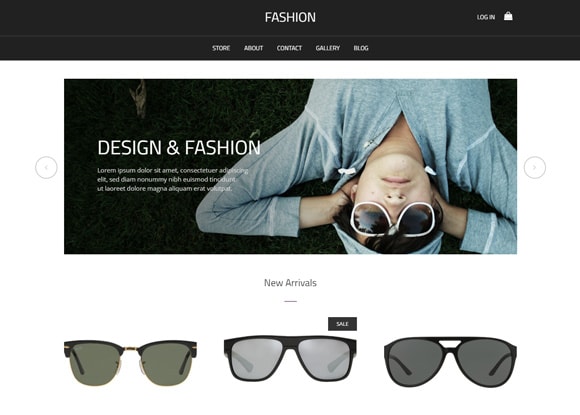 FASHION
LOG IN
STORE ABOUT CONTACT GALLERY BLOG
DESIGN & FASHION
Lorem ipsum dolor sit amet, consectetuer adipiscing
elit, sed diam nonummy nibh euismod tincidunt
ut laoreet dolore magna aliquam erat volutpat.
New Arrivals
SALE